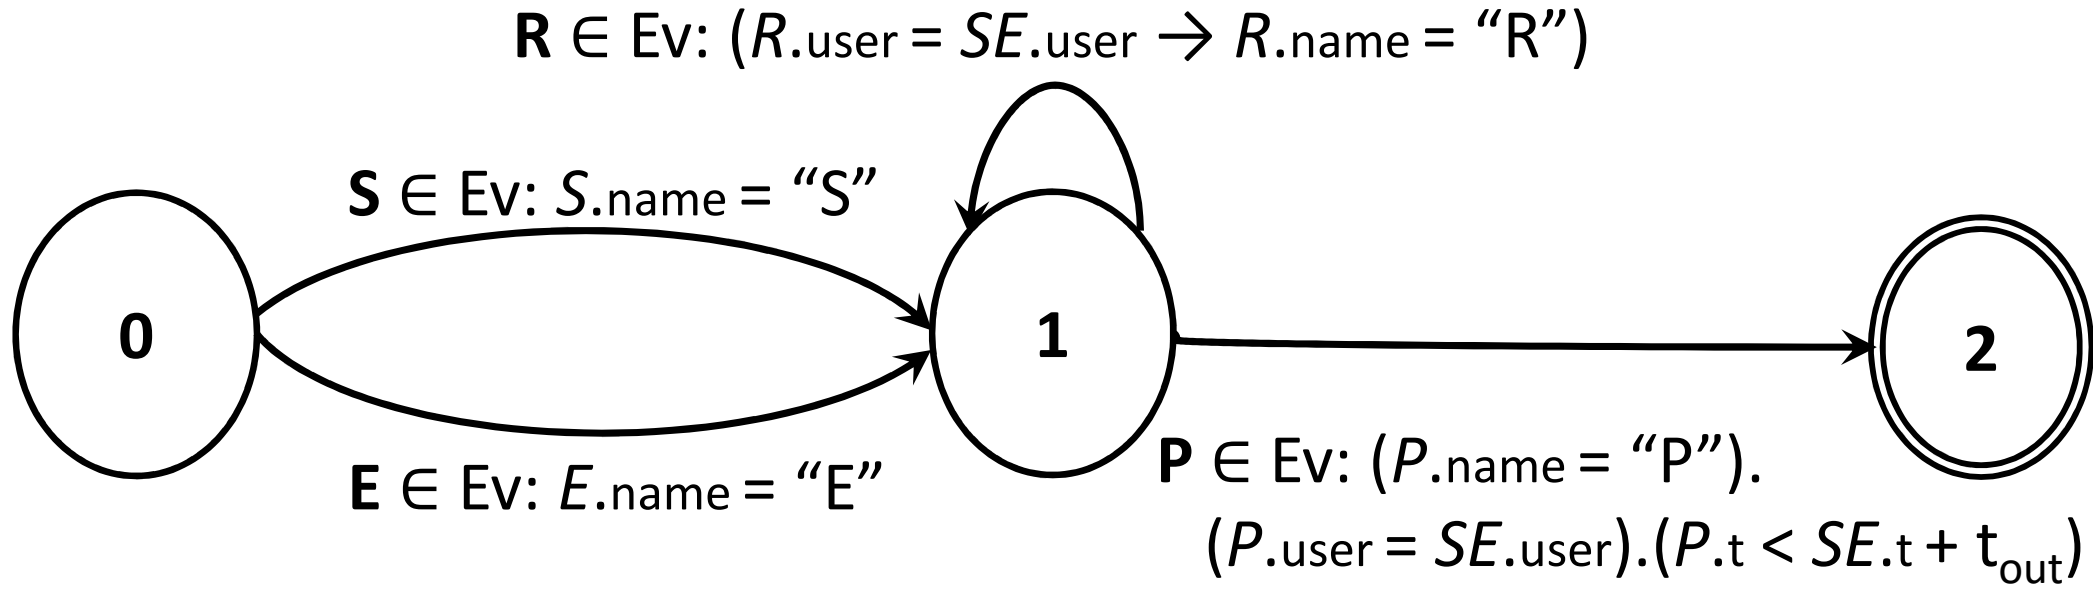 R ∈ Ev: (R.user = SE.user → R.name = “R”)
S ∈ Ev: S.name = “S”
0
1
2
E ∈ Ev: E.name = “E”
P ∈ Ev: (P.name = “P”).
(P.user = SE.user).(P.t < SE.t + tout)